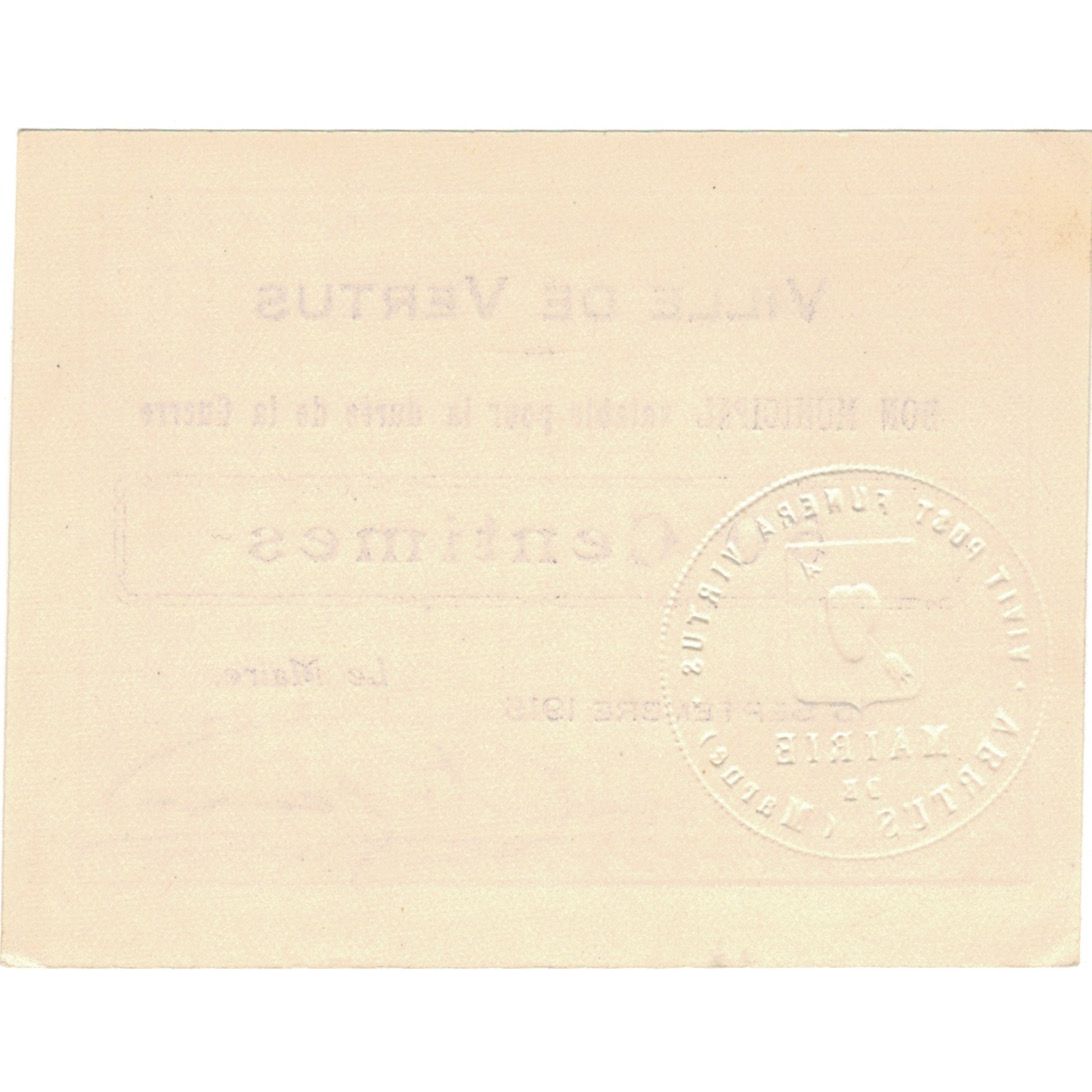 VILLE DE VERTUS
BON MUNICIPAL valable pour la durée de la Guerre
Centimes
Le Maire,
SEPTEMBRE 191
VIVIT POST FUNERA VIRTUS
MAIRIE
DE
VERTUS (Marne)